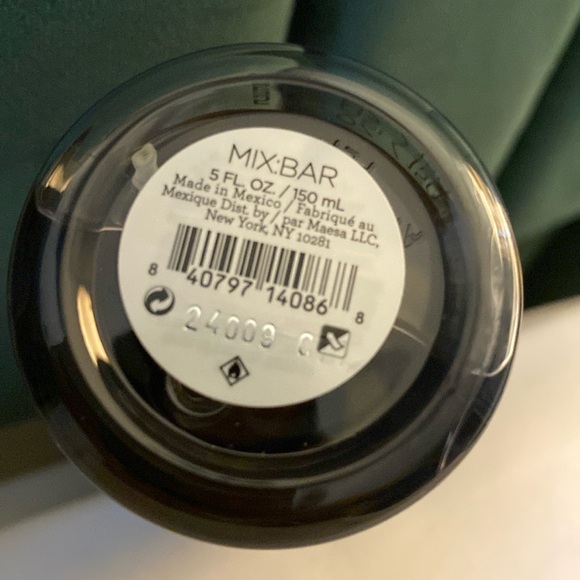 MIX:BAR
5 FL. OZ. / 150 mL
Made in Mexico / Fabriqué au
Mexique Dist. by / par Maesa LLC,
New York, NY 10281
8 40797 14086 8
24009 C